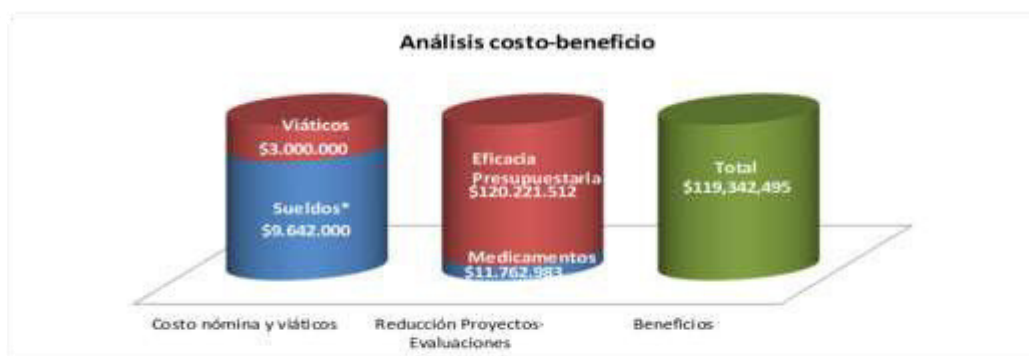 Análisis costo-beneficio
Viáticos
$3.000.000
Sueldos*
$9.642.000
Eficacia
Presupuestaria
$120.221.512
Medicamentos
$11.762.983
Total
$119,342,495
Costo nómina y viáticos
Reducción Proyectos-
Evaluaciones
Beneficios